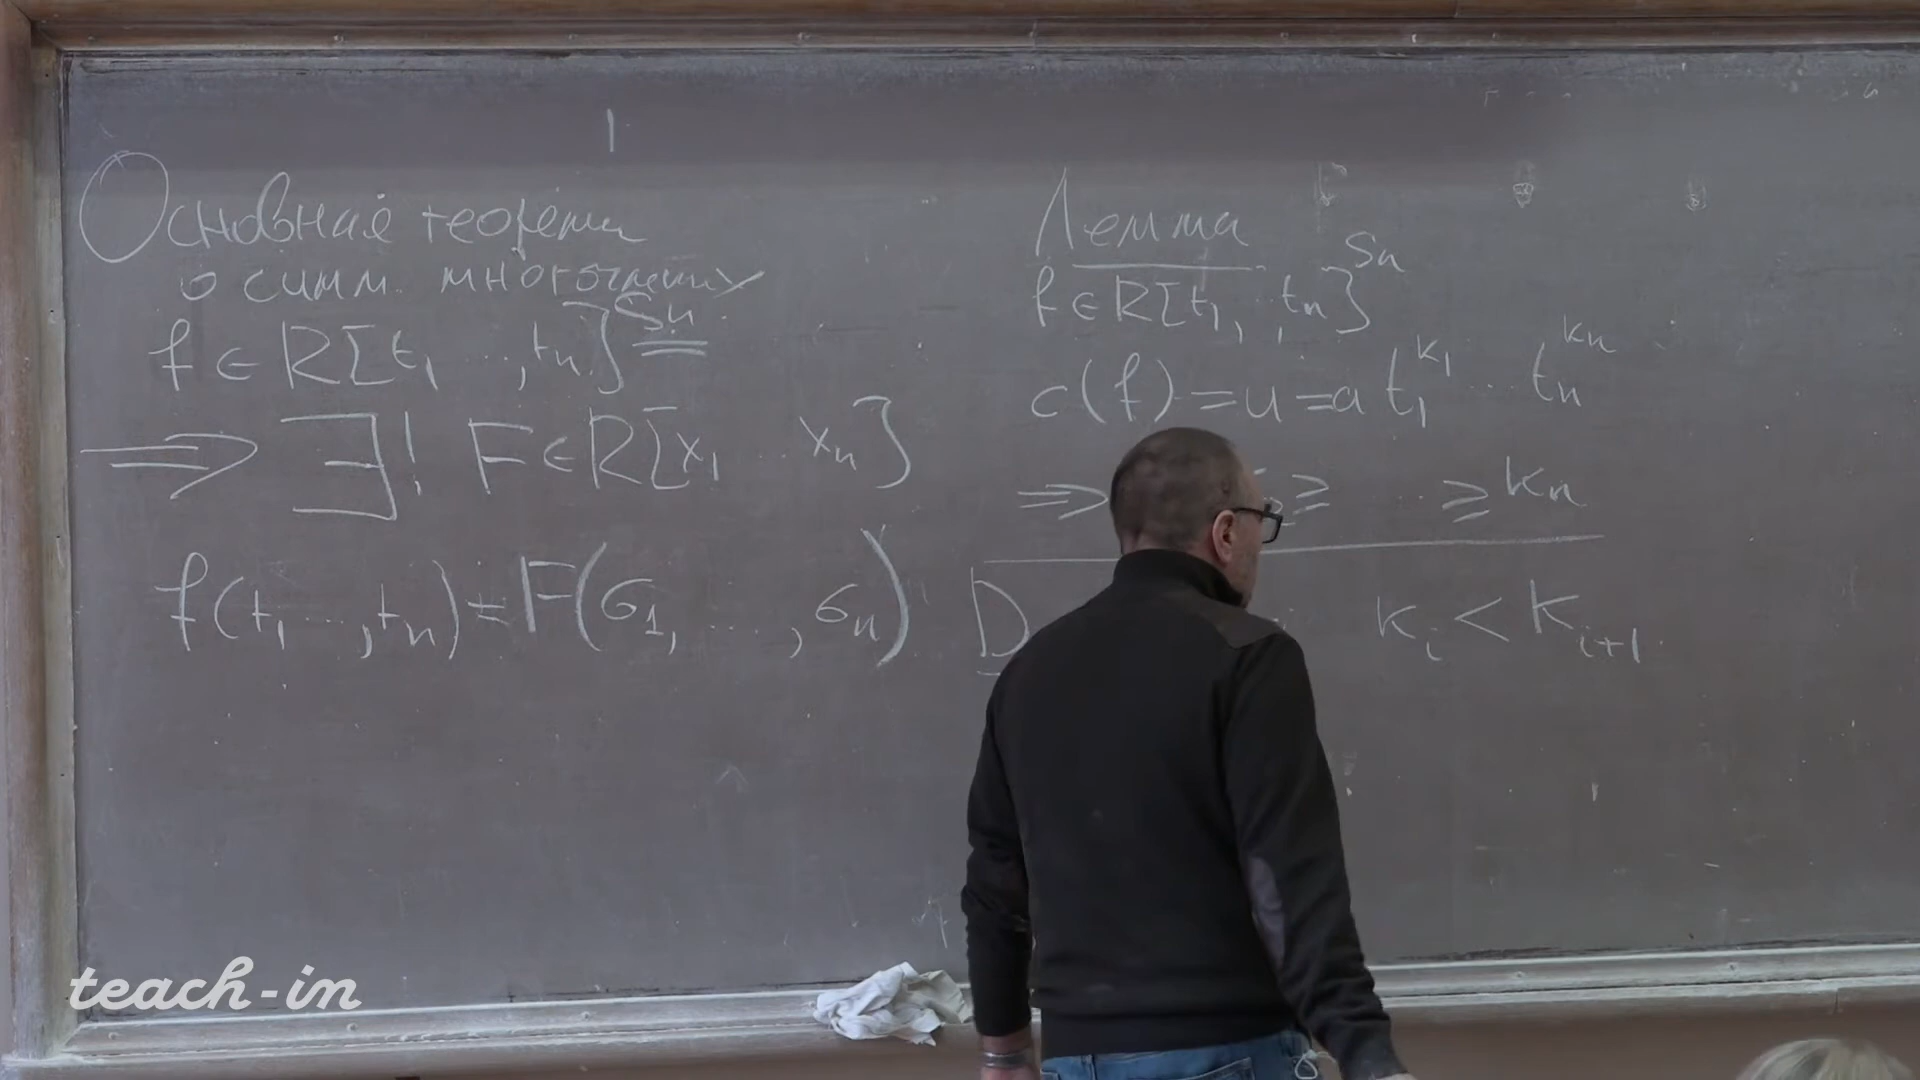 Основная теорема
о симм. многочленах
f ∈ R[t₁ ..., tₙ]^{Sₙ}
⇒ ∃! F ∈ R[x₁ ... xₙ]
f(t₁ ..., tₙ) = F(σ₁, ..., σₙ)
Лемма
f ∈ R[t₁, , tₙ]^{Sₙ}
c(f) = u = a t₁^{k₁} ... tₙ^{kₙ}
⇒ ≥ ... ≥ kₙ
D kᵢ < kᵢ₊₁
teach-in